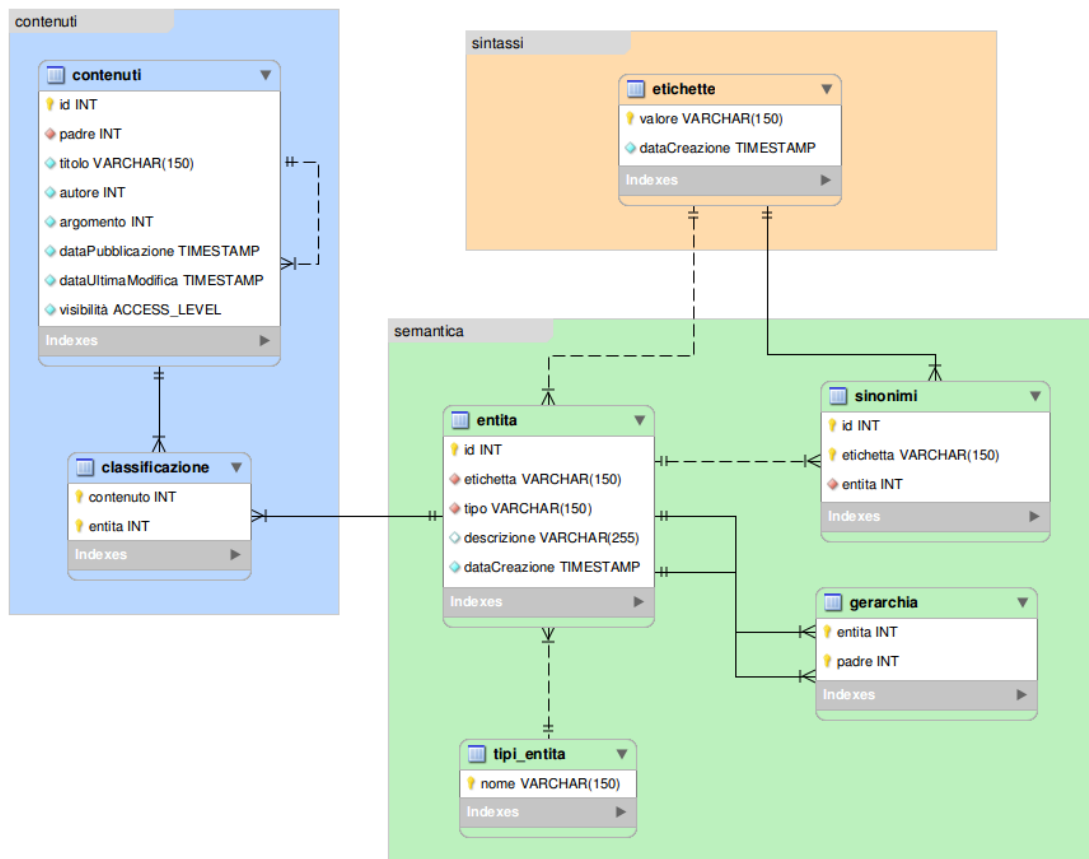 contenuti
contenuti
id INT
padre INT
titolo VARCHAR(150)
autore INT
argomento INT
dataPubblicazione TIMESTAMP
dataUltimaModifica TIMESTAMP
visibilità ACCESS_LEVEL
Indexes
classificazione
contenuto INT
entita INT
Indexes
sintassi
etichette
valore VARCHAR(150)
dataCreazione TIMESTAMP
Indexes
semantica
entita
id INT
etichetta VARCHAR(150)
tipo VARCHAR(150)
descrizione VARCHAR(255)
dataCreazione TIMESTAMP
Indexes
sinonimi
id INT
etichetta VARCHAR(150)
entita INT
Indexes
gerarchia
entita INT
padre INT
Indexes
tipi_entita
nome VARCHAR(150)
Indexes